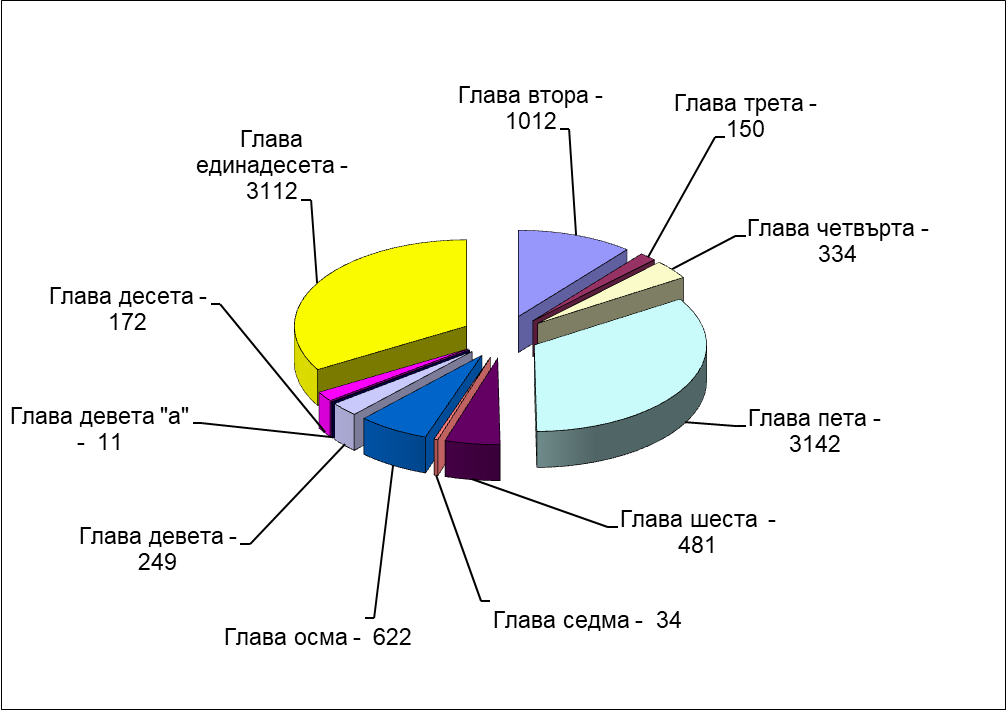 Глава втора -
1012
Глава трета -
150
Глава четвърта -
334
Глава пета -
3142
Глава шеста -
481
Глава седма - 34
Глава осма - 622
Глава девета -
249
Глава девета "а"
- 11
Глава десета -
172
Глава
единадесета -
3112